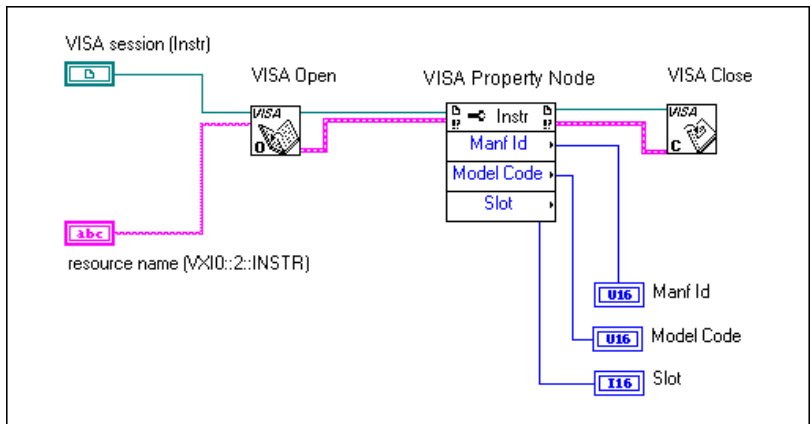 VISA session (Instr)
VISA Open
VISA Property Node
VISA Close
VISA
O
Instr
VISA
C
Manf Id
Model Code
Slot
abc
resource name (VXI0::2::INSTR)
U16 Manf Id
U16 Model Code
I16 Slot